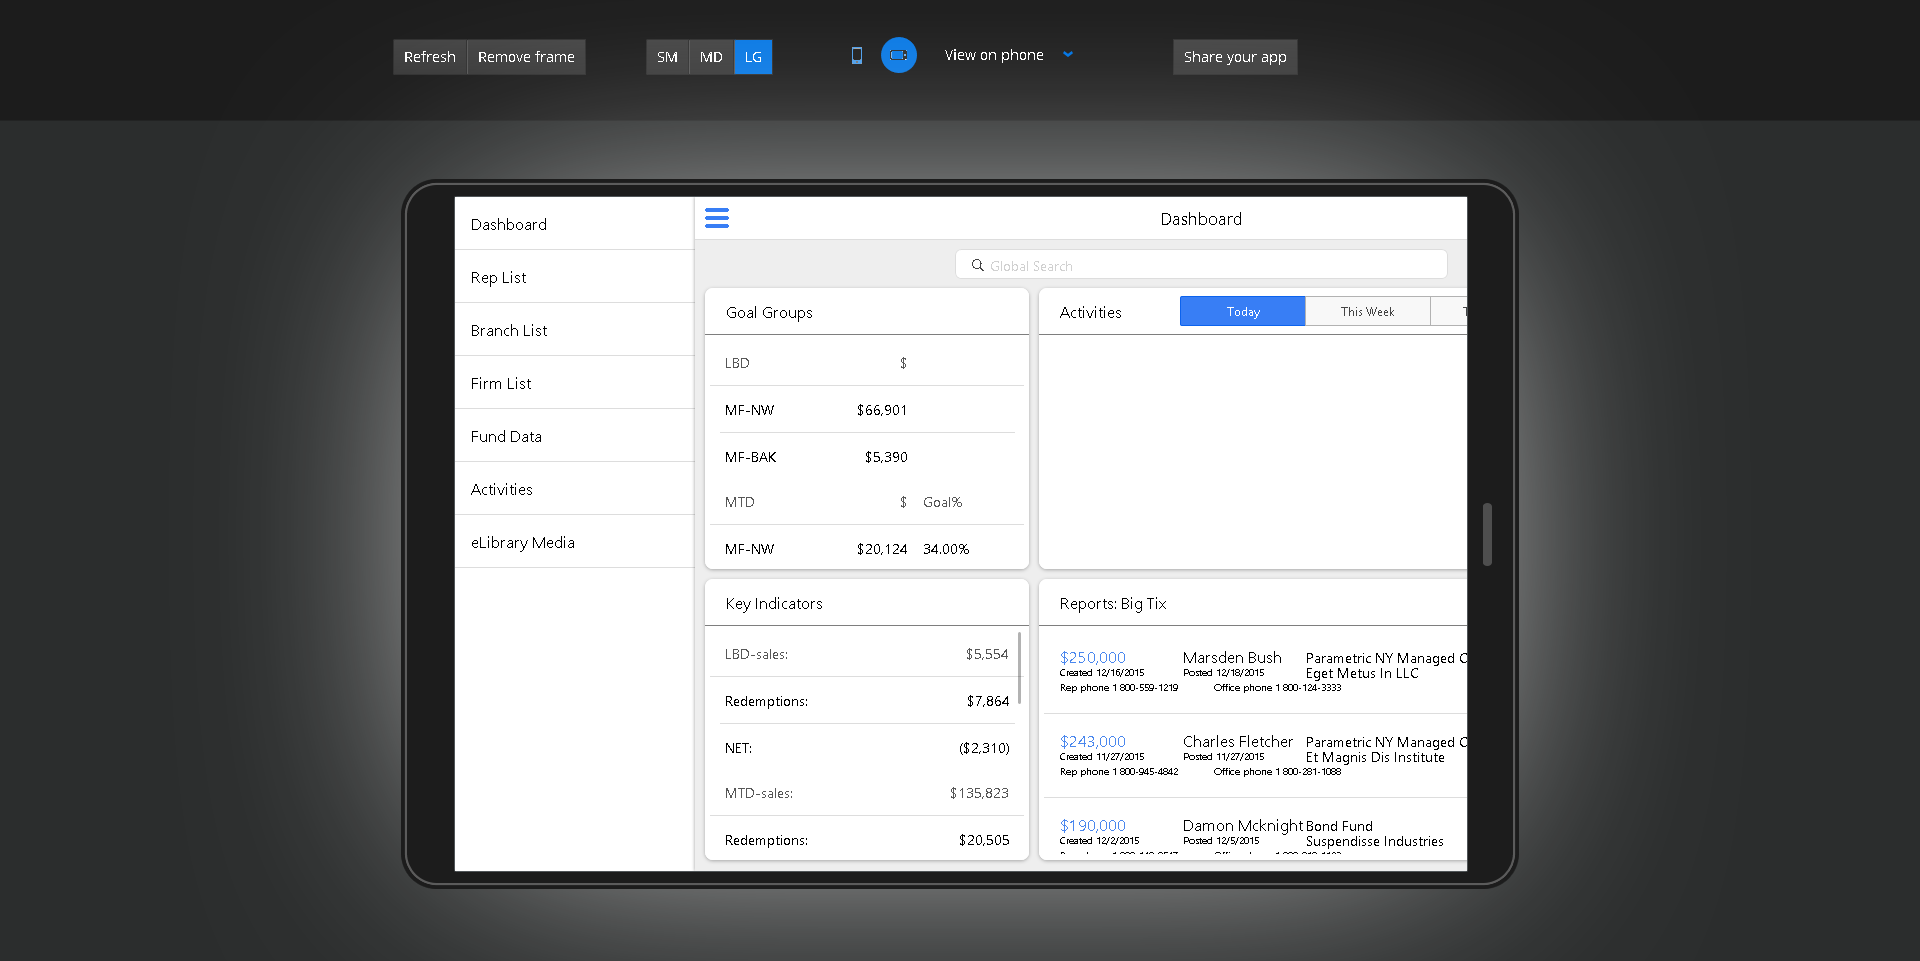 Refresh Remove frame SM MD LG View on phone Share your app
Dashboard
Rep List
Branch List
Firm List
Fund Data
Activities
eLibrary Media
Dashboard
Global Search
Goal Groups
LBD $
MF-NW $66,901
MF-BAK $5,390
MTD $ Goal%
MF-NW $20,124 34.00%
Activities Today This Week
Key Indicators
LBD-sales: $5,554
Redemptions: $7,864
NET: ($2,310)
MTD-sales: $135,823
Redemptions: $20,505
Reports: Big Tix
$250,000 Marsden Bush Parametric NY Managed
Created 12/16/2015 Posted 12/18/2015 Eget Metus In LLC
Rep phone 1 800-559-1219 Office phone 1 800-124-3333
$243,000 Charles Fletcher Parametric NY Managed
Created 11/27/2015 Posted 11/27/2015 Et Magnis Dis Institute
Rep phone 1 800-945-4842 Office phone 1 800-281-1088
$190,000 Damon Mcknight Bond Fund
Created 12/2/2015 Posted 12/5/2015 Suspendisse Industries